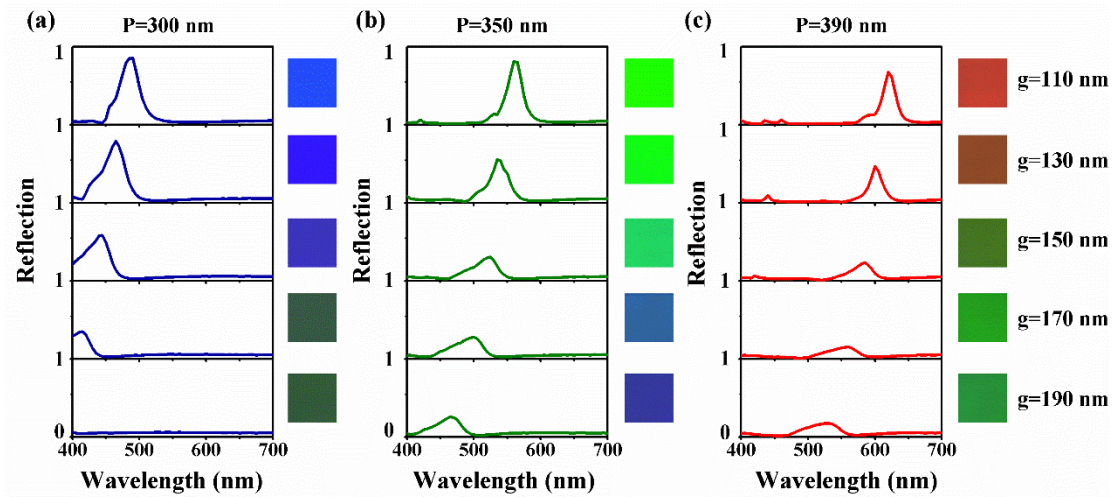 (a) P=300 nm
Reflection
1
1
1
1
1
0
400 500 600 700
Wavelength (nm)
(b) P=350 nm
Reflection
1
1
1
1
1
0
400 500 600 700
Wavelength (nm)
(c) P=390 nm
Reflection
1
1
1
1
1
0
400 500 600 700
Wavelength (nm)
g=110 nm
g=130 nm
g=150 nm
g=170 nm
g=190 nm